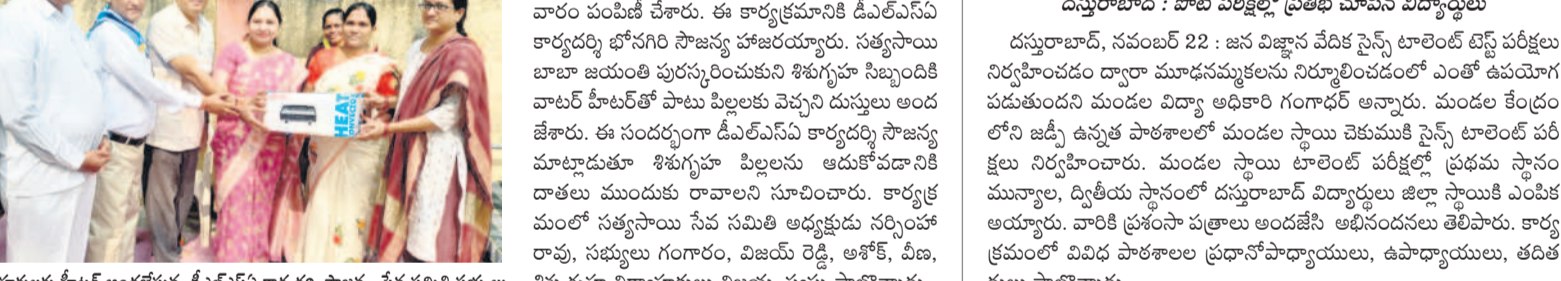 HEAT
CONVECTOR
వారం పంపిణీ చేశారు. ఈ కార్యక్రమానికి డీఎల్ఎస్ఏ
కార్యదర్శి భోనగిరి సౌజన్య హాజరయ్యారు. సత్యసాయి
బాబా జయంతి పురస్కరించుకుని శిశుగృహ సిబ్బందికి
వాటర్ హీటర్‌తో పాటు పిల్లలకు వెచ్చని దుస్తులు అంద
జేశారు. ఈ సందర్భంగా డీఎల్ఎస్ఏ కార్యదర్శి సౌజన్య
మాట్లాడుతూ శిశుగృహ పిల్లలను ఆదుకోవడానికి
దాతలు ముందుకు రావాలని సూచించారు. కార్యక్ర
మంలో సత్యసాయి సేవ సమితి అధ్యక్షుడు నర్సింహా
రావు, సభ్యులు గంగారం, విజయ్ రెడ్డి, అశోక్, వీణ,
దస్తురాబాద్ : పోటీ పరీక్షల్లో ప్రతిభ చూపిన విద్యార్థులు
దస్తురాబాద్, నవంబర్ 22 : జన విజ్ఞాన వేదిక సైన్స్ టాలెంట్ టెస్ట్ పరీక్షలు
నిర్వహించడం ద్వారా మూఢనమ్మకలను నిర్మూలించడంలో ఎంతో ఉపయోగ
పడుతుందని మండల విద్యా అధికారి గంగాధర్ అన్నారు. మండల కేంద్రం
లోని జడ్పీ ఉన్నత పాఠశాలలో మండల స్థాయి చెకుముకి సైన్స్ టాలెంట్ పరీ
క్షలు నిర్వహించారు. మండల స్థాయి టాలెంట్ పరీక్షల్లో ప్రథమ స్థానం
మున్యాల, ద్వితీయ స్థానంలో దస్తురాబాద్ విద్యార్థులు జిల్లా స్థాయికి ఎంపిక
అయ్యారు. వారికి ప్రశంసా పత్రాలు అందజేసి అభినందనలు తెలిపారు. కార్య
క్రమంలో వివిధ పాఠశాలల ప్రధానోపాధ్యాయులు, ఉపాధ్యాయులు, తదిత